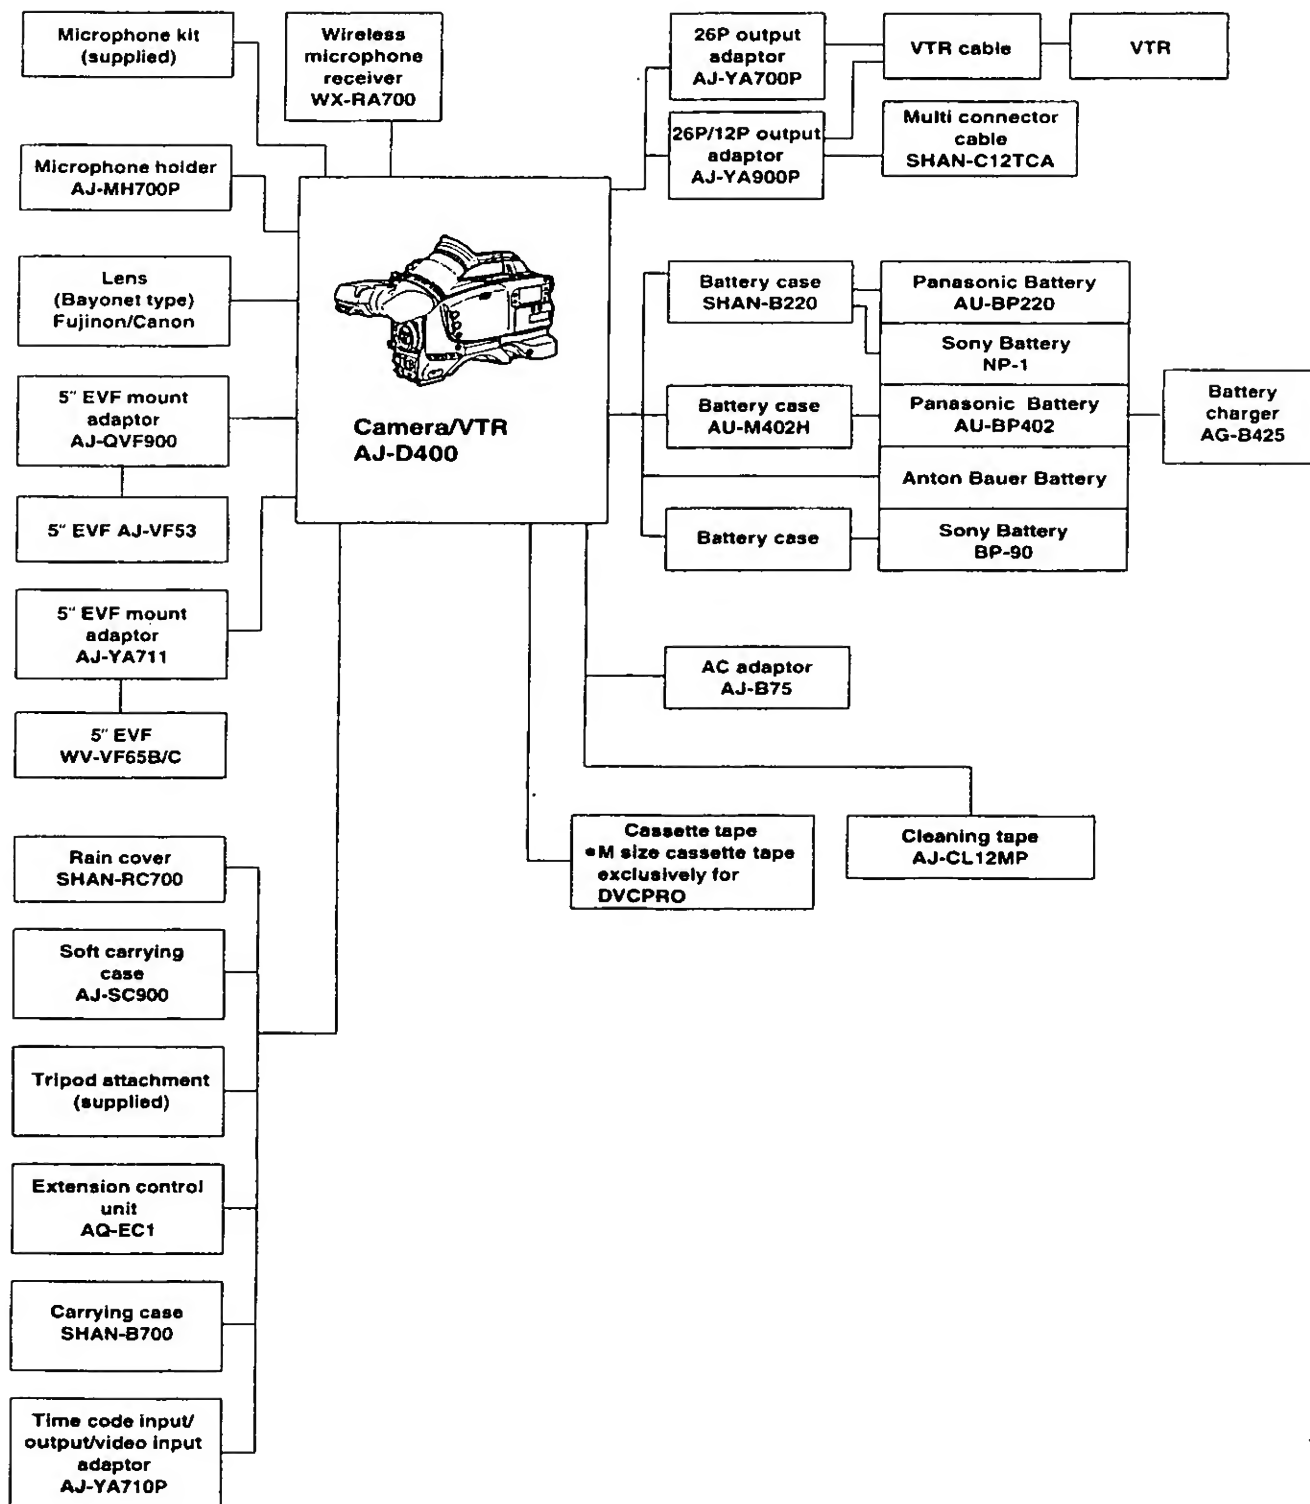 Microphone kit
(supplied)
Wireless
microphone
receiver
WX-RA700
26P output
adaptor
AJ-YA700P
VTR cable
VTR
26P/12P output
adaptor
AJ-YA900P
Multi connector
cable
SHAN-C12TCA
Microphone holder
AJ-MH700P
Lens
(Bayonet type)
Fujinon/Canon
5" EVF mount
adaptor
AJ-QVF900
5" EVF AJ-VF53
5" EVF mount
adaptor
AJ-YA711
5" EVF
WV-VF65B/C
Camera/VTR
AJ-D400
Battery case
SHAN-B220
Panasonic Battery
AU-BP220
Sony Battery
NP-1
Battery case
AU-M402H
Panasonic Battery
AU-BP402
Battery
charger
AG-B425
Anton Bauer Battery
Battery case
Sony Battery
BP-90
AC adaptor
AJ-B75
Cassette tape
•M size cassette tape
exclusively for
DVCPRO
Cleaning tape
AJ-CL12MP
Rain cover
SHAN-RC700
Soft carrying
case
AJ-SC900
Tripod attachment
(supplied)
Extension control
unit
AQ-EC1
Carrying case
SHAN-B700
Time code input/
output/video input
adaptor
AJ-YA710P